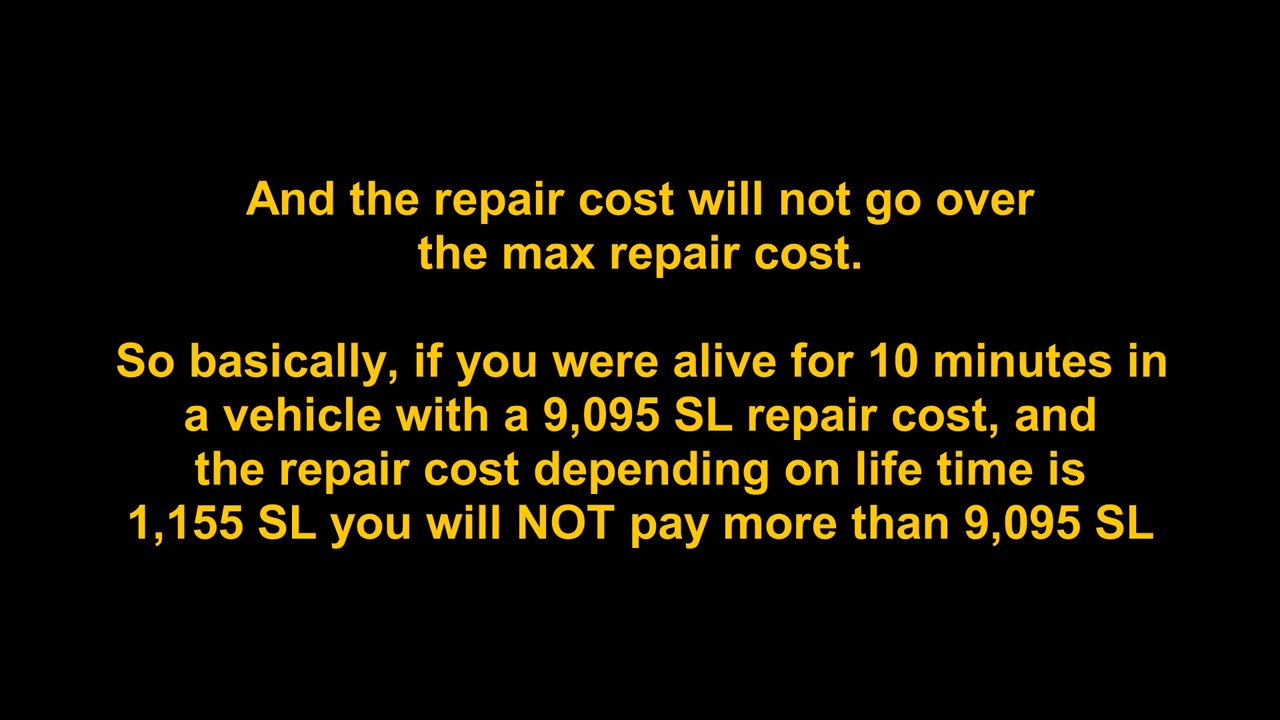 And the repair cost will not go over
the max repair cost.
So basically, if you were alive for 10 minutes in
a vehicle with a 9,095 SL repair cost, and
the repair cost depending on life time is
1,155 SL you will NOT pay more than 9,095 SL